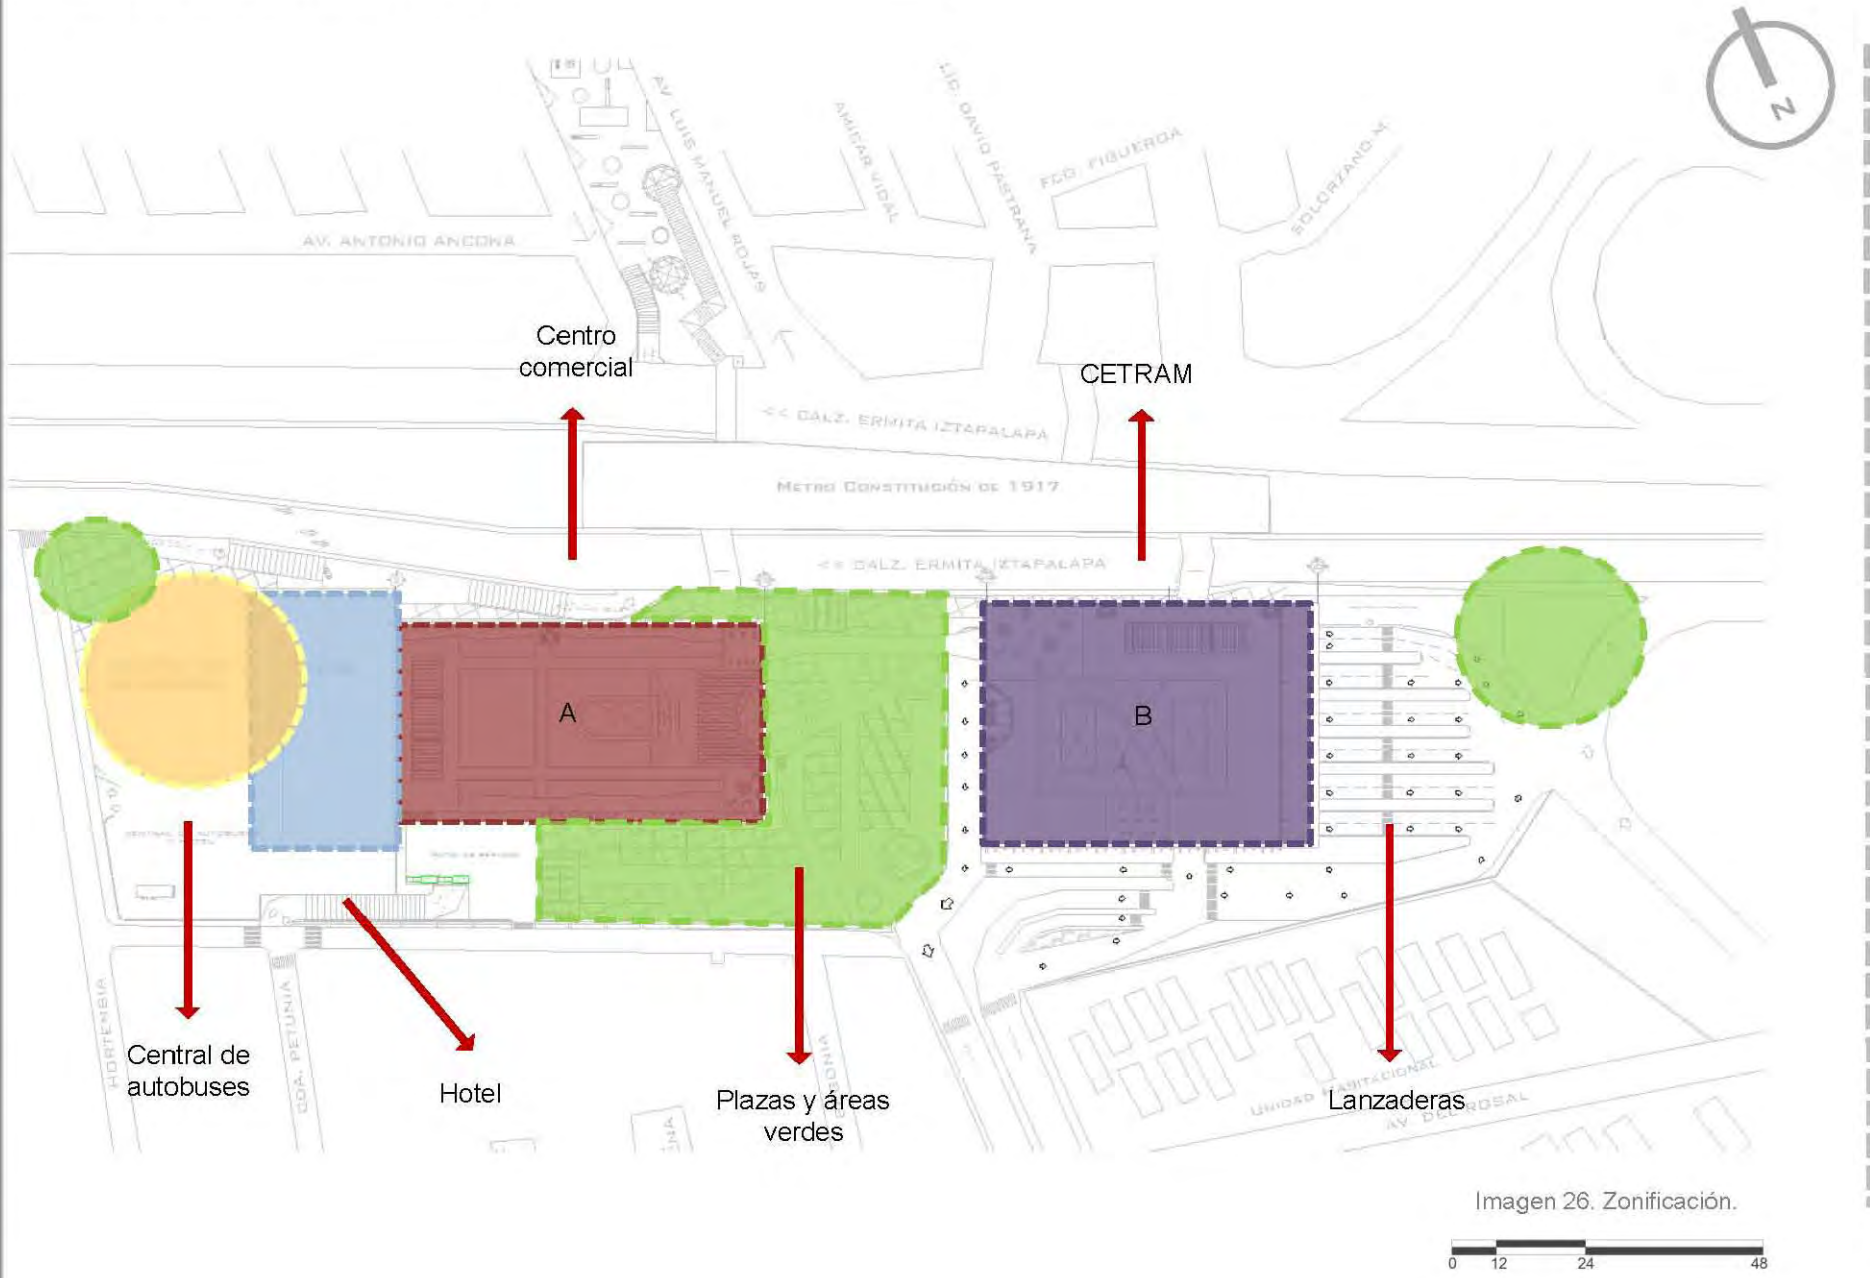 N
AV. LUIS MANUEL ROJAS
AMICAR VIDAL
LIC. DAVID PASTRANA
FCO. FIGUEROA
SOLORZANO M.
AV. ANTONIO ANCONA
Centro
comercial
CETRAM
<< CALZ. ERMITA IZTAPALAPA
METRO CONSTITUCIÓN DE 1917
<< CALZ. ERMITA IZTAPALAPA
A
B
HORTENSIA
CDA. PETUNIA
Central de
autobuses
Hotel
Plazas y áreas
verdes
Lanzaderas
UNIDAD HABITACIONAL
AV. DEL ROSAL
Imagen 26. Zonificación.
0 12 24 48